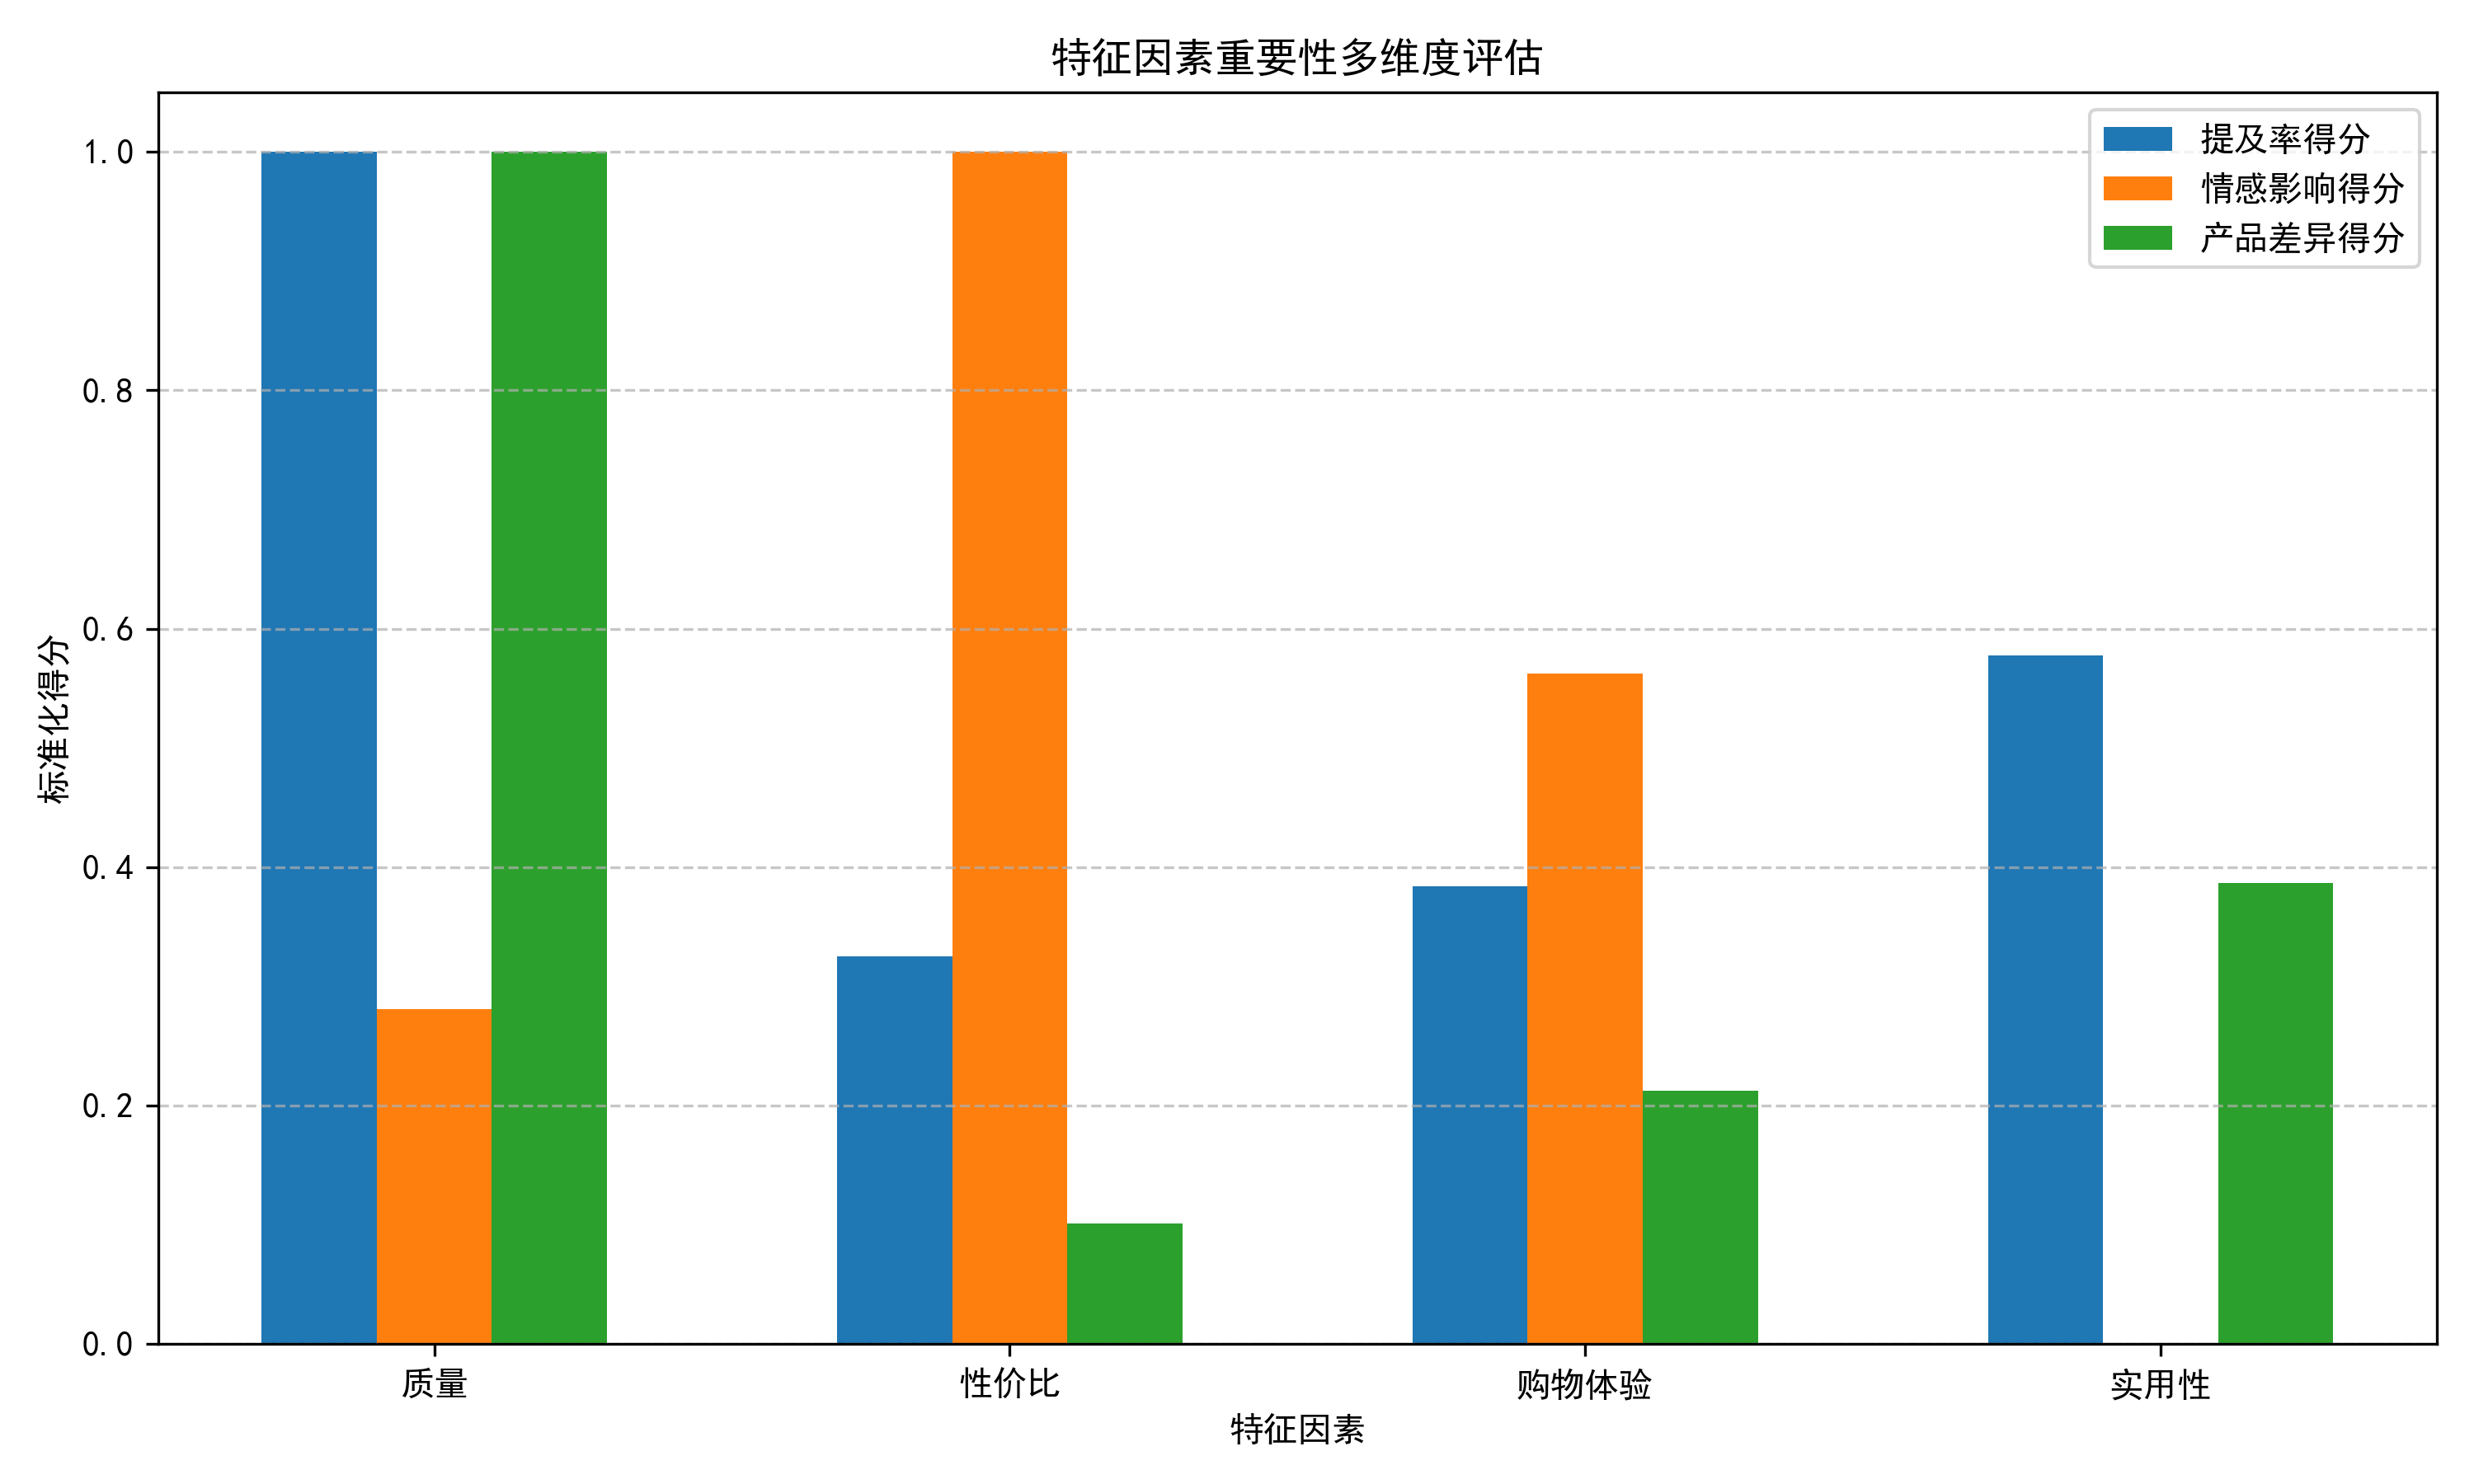 特征因素重要性多维度评估
提及率得分
情感影响得分
产品差异得分
标准化得分
1.0
0.8
0.6
0.4
0.2
0.0
质量 性价比 购物体验 实用性
特征因素